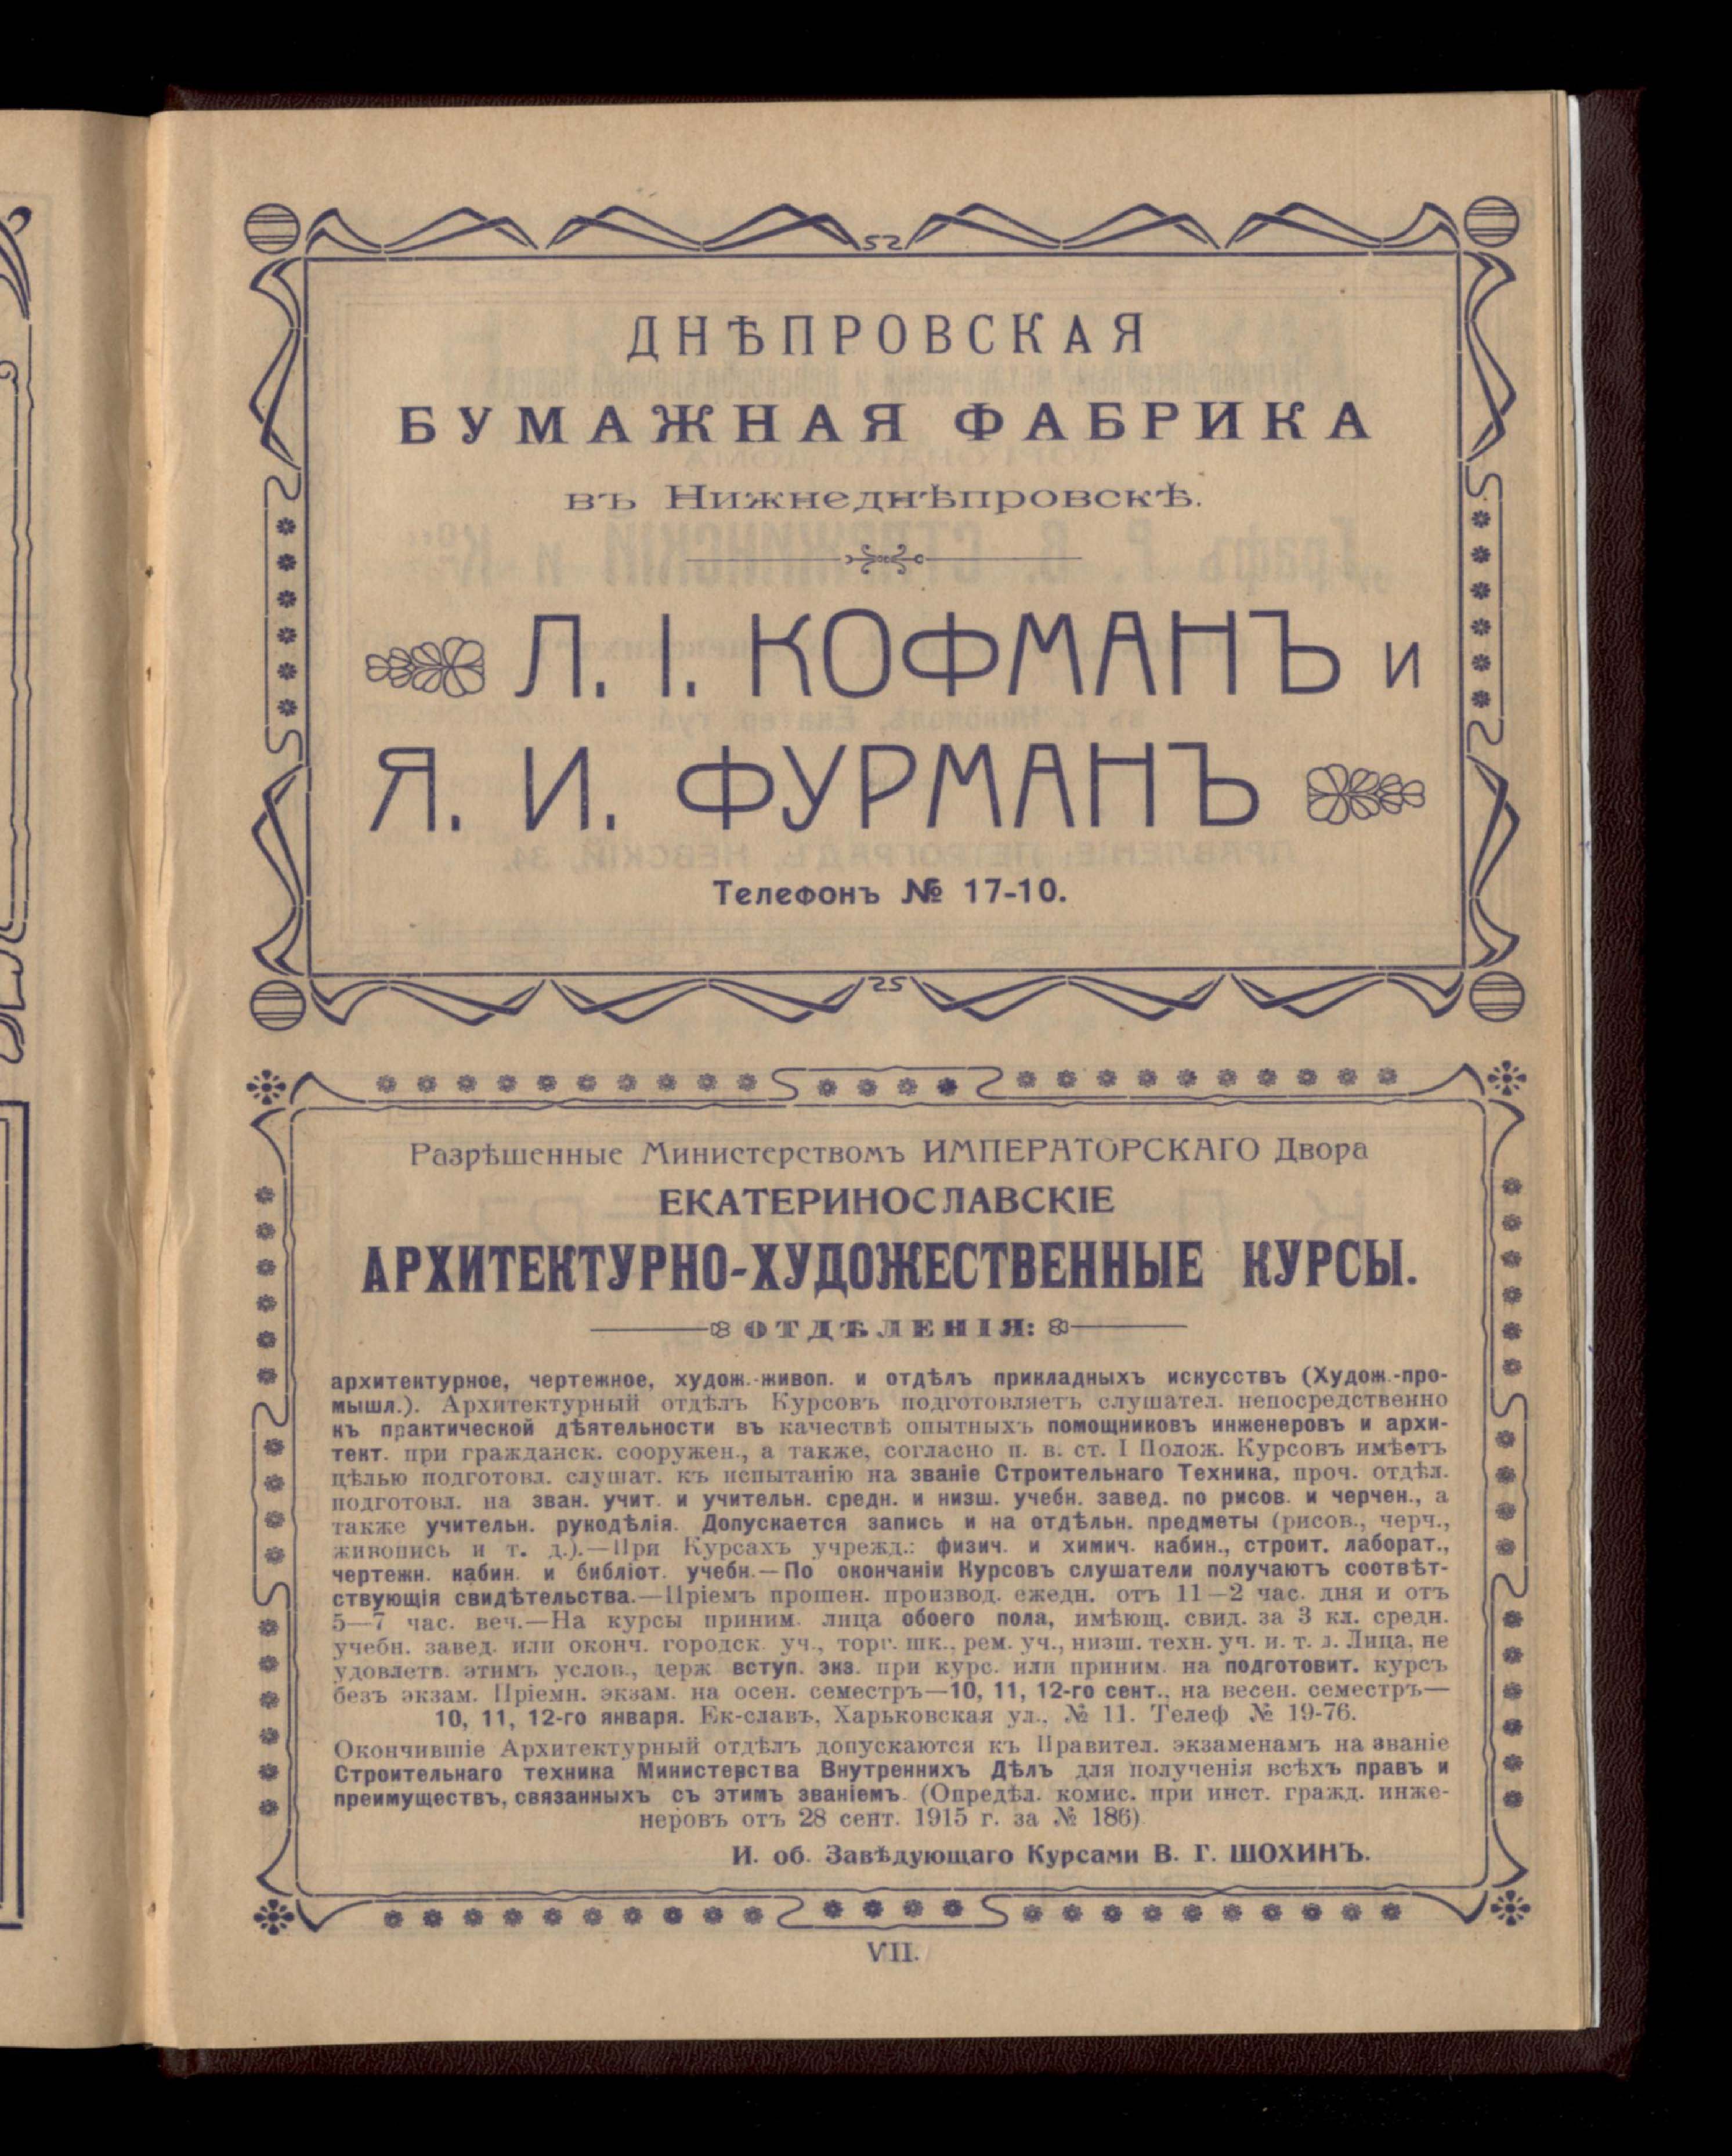 ДНѢПРОВСКАЯ
БУМАЖНАЯ ФАБРИКА
въ Нижнеднѣпровскѣ.
Л. І. КОФМАНЪ и
Я. И. ФУРМАНЪ
Телефонъ № 17-10.
Разрѣшенные Министерствомъ ИМПЕРАТОРСКАГО Двора
ЕКАТЕРИНОСЛАВСКІЕ
АРХИТЕКТУРНО-ХУДОЖЕСТВЕННЫЕ КУРСЫ.
ОТДѢЛЕНІЯ:
архитектурное, чертежное, худож.-живоп. и отдѣлъ прикладныхъ искусствъ (Худож.-про-
мышл.). Архитектурный отдѣлъ Курсовъ подготовляетъ слушател. непосредственно
къ практической дѣятельности въ качествѣ опытныхъ помощниковъ инженеровъ и архи-
тект. при гражданск. сооружен., а также, согласно п. в. ст. I Полож. Курсовъ имѣетъ
цѣлью подготовл. слушат. къ испытанію на званіе Строительнаго Техника, проч. отдѣл.
подготовл. на зван. учит. и учительн. средн. и низш. учебн. завед. по рисов. и черчен., а
также учительн. рукодѣлія. Допускается запись и на отдѣльн. предметы (рисов., черч.,
живопись и т. д.).—При Курсахъ учрежд.: физич. и химич. кабин., строит. лаборат.,
чертежн. кабин. и библіот. учебн.—По окончаніи Курсовъ слушатели получаютъ соотвѣт-
ствующія свидѣтельства.—Пріемъ прошен. производ. ежедн. отъ 11—2 час. дня и отъ
5—7 час. веч.—На курсы приним. лица обоего пола, имѣющ. свид. за 3 кл. средн.
учебн. завед. или оконч. городск. уч., торг. шк., рем. уч., низш. техн. уч. и. т. д. Лица, не
удовлетв. этимъ услов., держ вступ. экз. при курс. или приним. на подготовит. курсъ
безъ экзам. Пріемн. экзам. на осен. семестръ—10, 11, 12-го сент., на весен. семестръ—
10, 11, 12-го января. Ек-славъ, Харьковская ул., № 11. Телеф № 19-76.
Окончившіе Архитектурный отдѣлъ допускаются къ Правител. экзаменамъ на званіе
Строительнаго техника Министерства Внутреннихъ Дѣлъ для полученія всѣхъ правъ и
преимуществъ, связанныхъ съ этимъ званіемъ. (Опредѣл. комис. при инст. гражд. инже-
неровъ отъ 28 сент. 1915 г. за № 186)
И. об. Завѣдующаго Курсами В. Г. ШОХИНЪ.
VII.